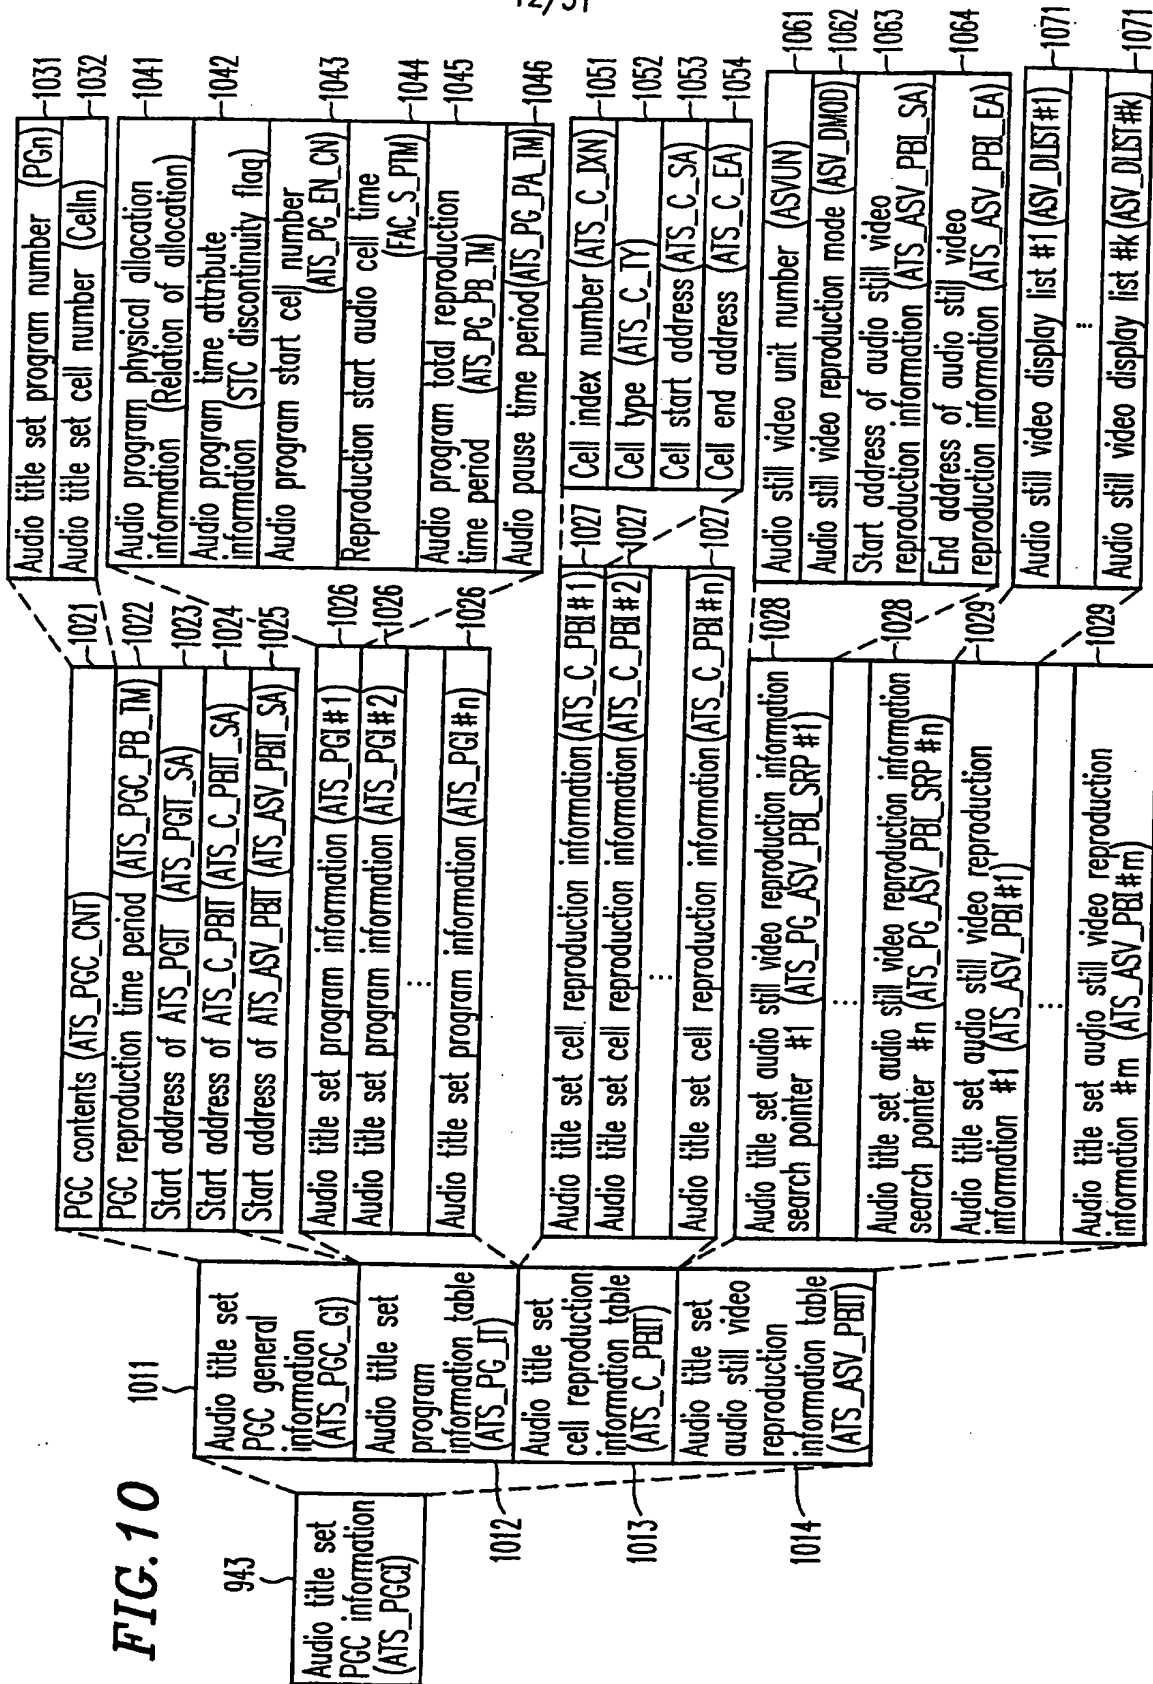 12/51
FIG. 10
943
Audio title set
PGC information
(ATS_PGCI)
1011
Audio title set
PGC general
information
(ATS_PGC_GI)
Audio title set
program
information table
(ATS_PG_IT)
1012
Audio title set
cell reproduction
information table
(ATS_C_PBIT)
1013
Audio title set
audio still video
reproduction
information table
(ATS_ASV_PBIT)
1014
PGC contents (ATS_PGC_CNT)
1021
PGC reproduction time period (ATS_PGC_PB_TM)
1022
Start address of ATS_PGIT (ATS_PGIT_SA)
1023
Start address of ATS_C_PBIT (ATS_C_PBIT_SA)
1024
Start address of ATS_ASV_PBIT (ATS_ASV_PBIT_SA)
1025
Audio title set program information (ATS_PGI#1)
1026
Audio title set program information (ATS_PGI#2)
1026
⋮
Audio title set program information (ATS_PGI#n)
1026
Audio title set cell. reproduction information (ATS_C_PBI#1)
1027
Audio title set cell reproduction information (ATS_C_PBI#2)
1027
⋮
Audio title set cell reproduction information (ATS_C_PBI#n)
1027
Audio title set audio still video reproduction information
search pointer #1 (ATS_PG_ASV_PBI_SRP#1)
1028
⋮
Audio title set audio still video reproduction information
search pointer #n (ATS_PG_ASV_PBI_SRP#n)
1028
Audio title set audio still video reproduction
information #1 (ATS_ASV_PBI#1)
1029
⋮
Audio title set audio still video reproduction
information #m (ATS_ASV_PBI#m)
1029
Audio title set program number (PGn)
1031
Audio title set cell number (Celln)
1032
Audio program physical allocation
information (Relation of allocation)
1041
Audio program time attribute
information (STC discontinuity flag)
1042
Audio program start cell number
(ATS_PG_EN_CN)
1043
Reproduction start audio cell time
(FAC_S_PTM)
1044
Audio program total reproduction
time period (ATS_PG_PB_TM)
1045
Audio pause time period (ATS_PG_PA_TM)
1046
Cell index number (ATS_C_IXN)
1051
Cell type (ATS_C_TY)
1052
Cell start address (ATS_C_SA)
1053
Cell end address (ATS_C_EA)
1054
Audio still video unit number (ASVUN)
1061
Audio still video reproduction mode (ASV_DMOD)
1062
Start address of audio still video
reproduction information (ATS_ASV_PBI_SA)
1063
End address of audio still video
reproduction information (ATS_ASV_PBI_EA)
1064
Audio still video display list #1 (ASV_DLIST#1)
1071
⋮
Audio still video display list #k (ASV_DLIST#k)
1071